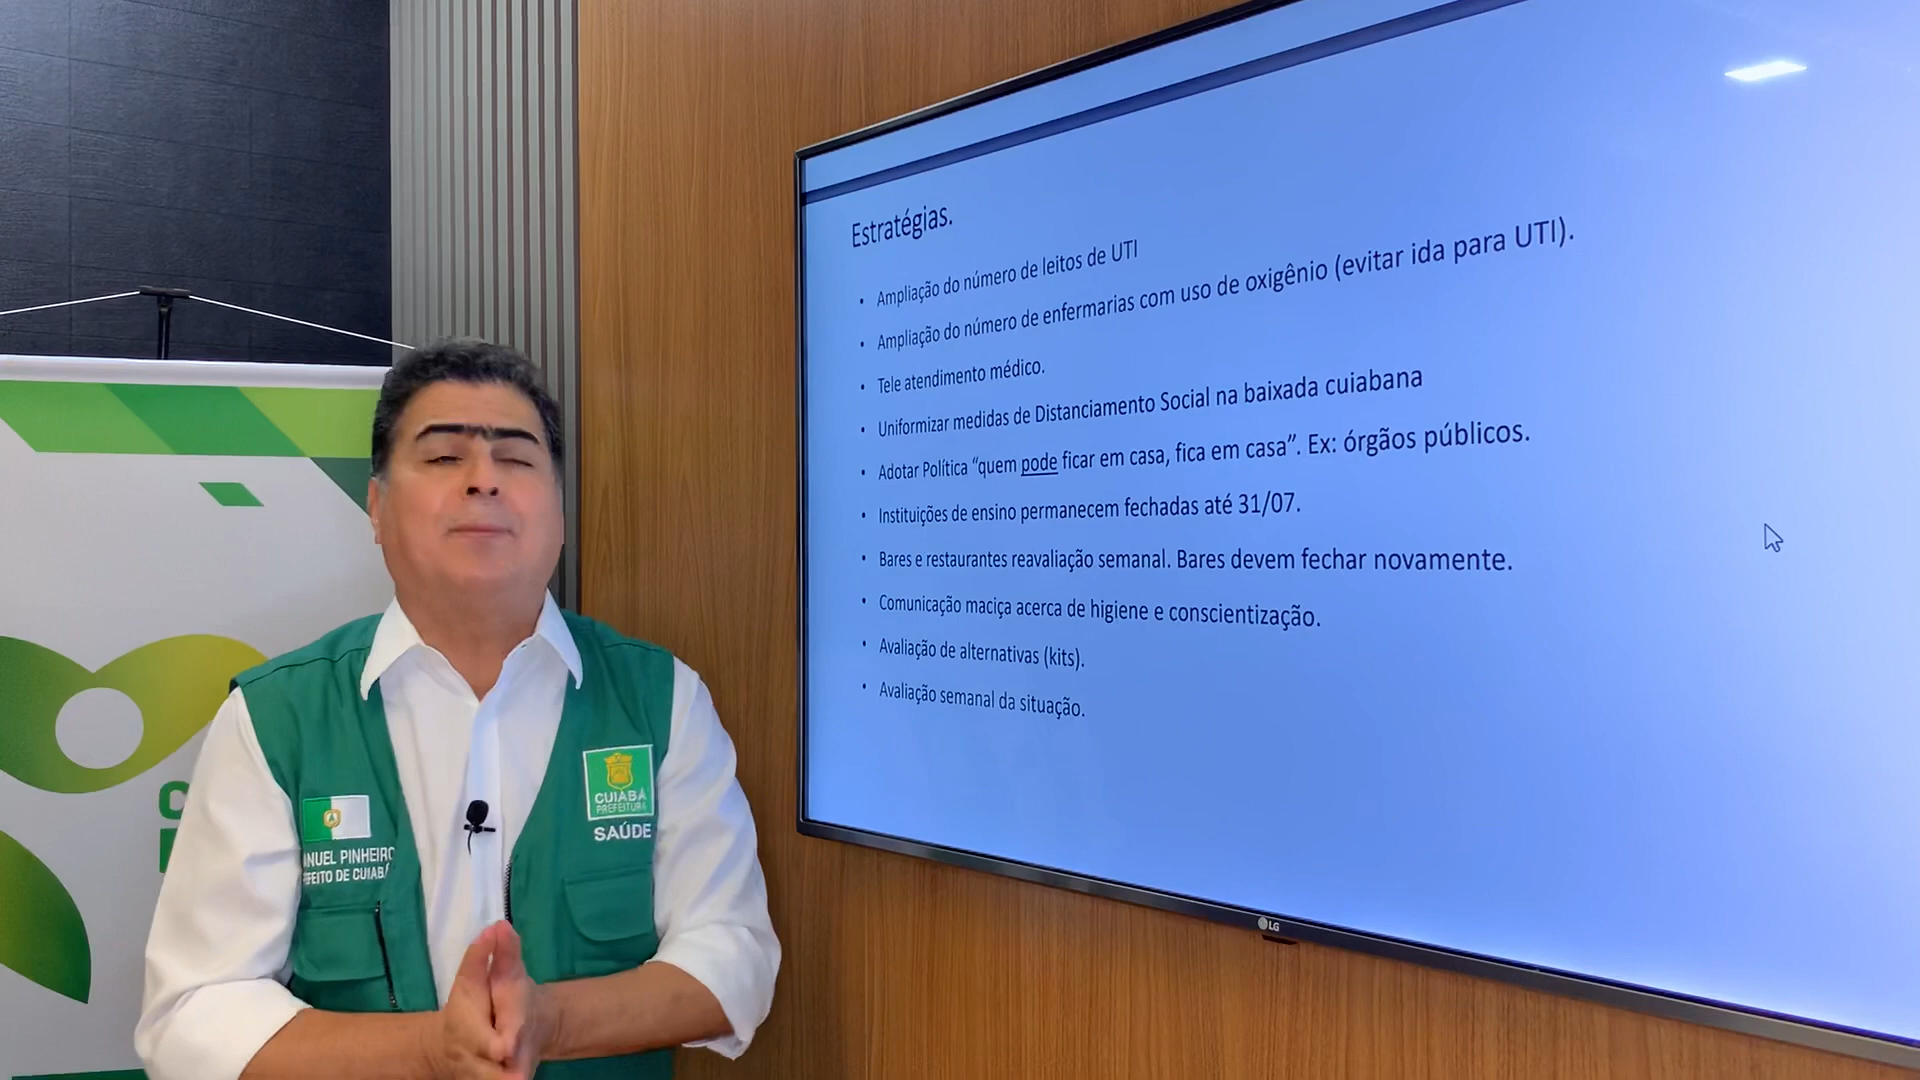 Estratégias.
• Ampliação do número de leitos de UTI
• Ampliação do número de enfermarias com uso de oxigênio (evitar ida para UTI).
• Tele atendimento médico.
• Uniformizar medidas de Distanciamento Social na baixada cuiabana
• Adotar Política “quem pode ficar em casa, fica em casa”. Ex: órgãos públicos.
• Instituições de ensino permanecem fechadas até 31/07.
• Bares e restaurantes reavaliação semanal. Bares devem fechar novamente.
• Comunicação maciça acerca de higiene e conscientização.
• Avaliação de alternativas (kits).
• Avaliação semanal da situação.
LG
CUIABÁ
PREFEITURA
SAÚDE
ANUEL PINHEIRO
EFEITO DE CUIABÁ
C